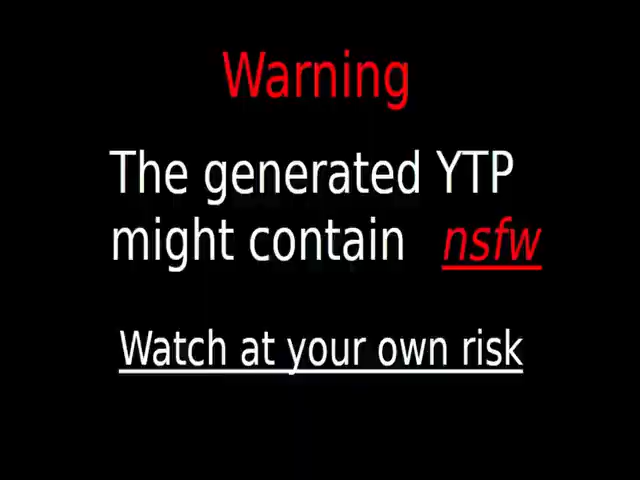 Warning
The generated YTP
might contain nsfw
Watch at your own risk